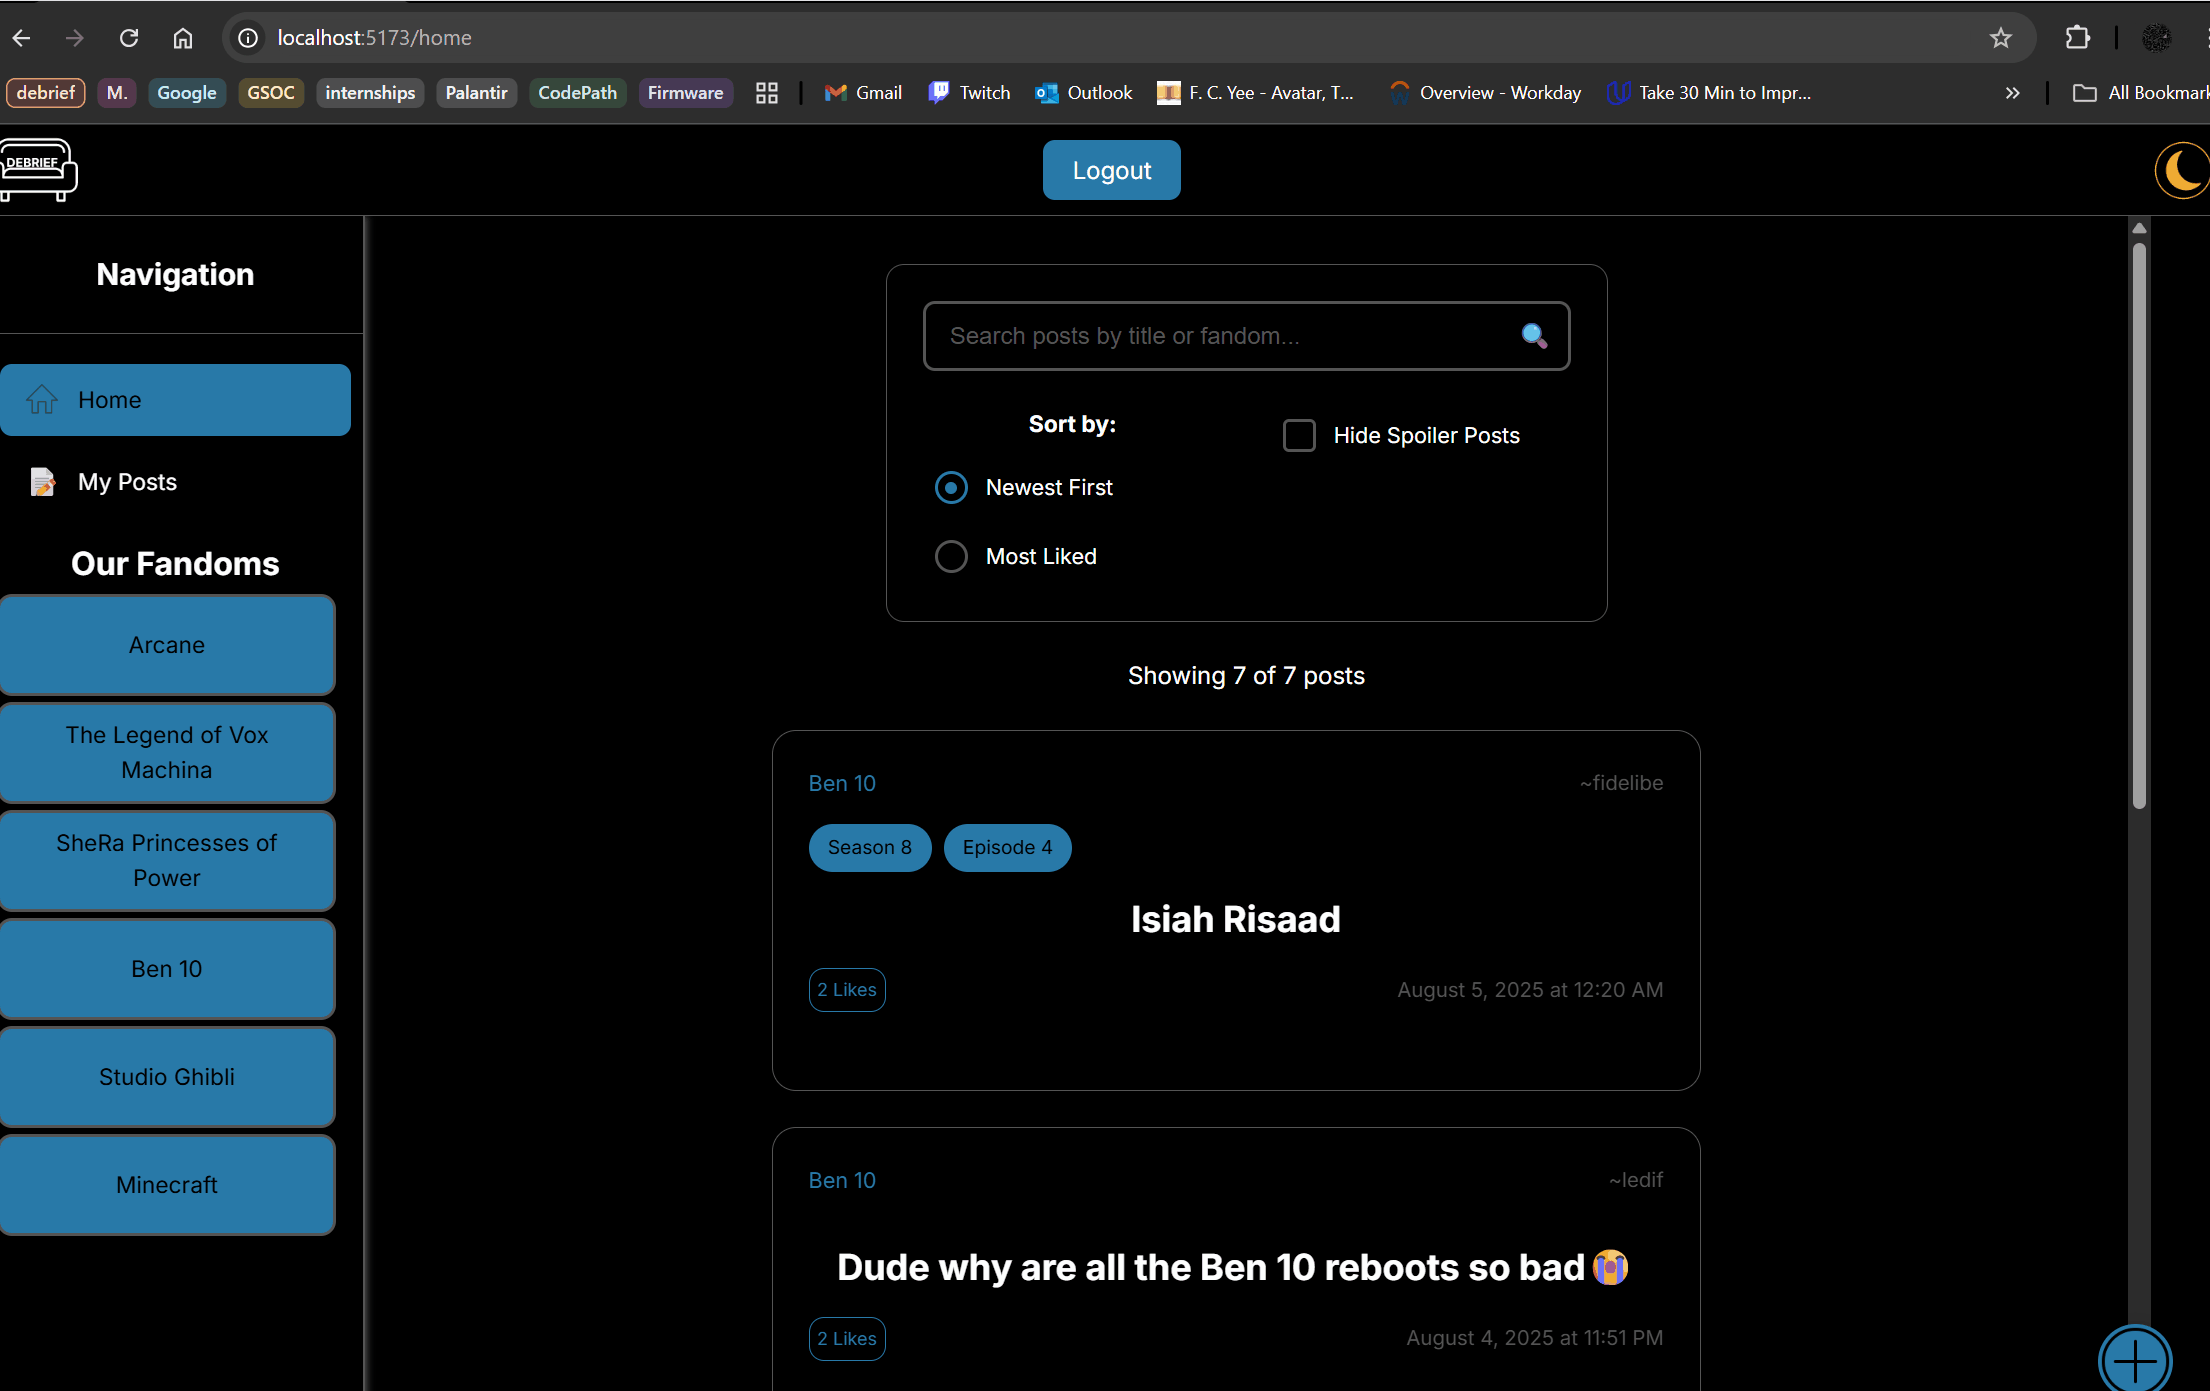 localhost:5173/home
debrief M. Google GSOC internships Palantir CodePath Firmware Gmail Twitch Outlook F. C. Yee - Avatar, T... Overview - Workday Take 30 Min to Impr... All Bookmark
DEBRIEF
Logout
Navigation
Home
My Posts
Our Fandoms
Arcane
The Legend of Vox
Machina
SheRa Princesses of
Power
Ben 10
Studio Ghibli
Minecraft
Search posts by title or fandom...
Sort by:
Hide Spoiler Posts
Newest First
Most Liked
Showing 7 of 7 posts
Ben 10 ~fidelibe
Season 8 Episode 4
Isiah Risaad
2 Likes August 5, 2025 at 12:20 AM
Ben 10 ~ledif
Dude why are all the Ben 10 reboots so bad😭
2 Likes August 4, 2025 at 11:51 PM